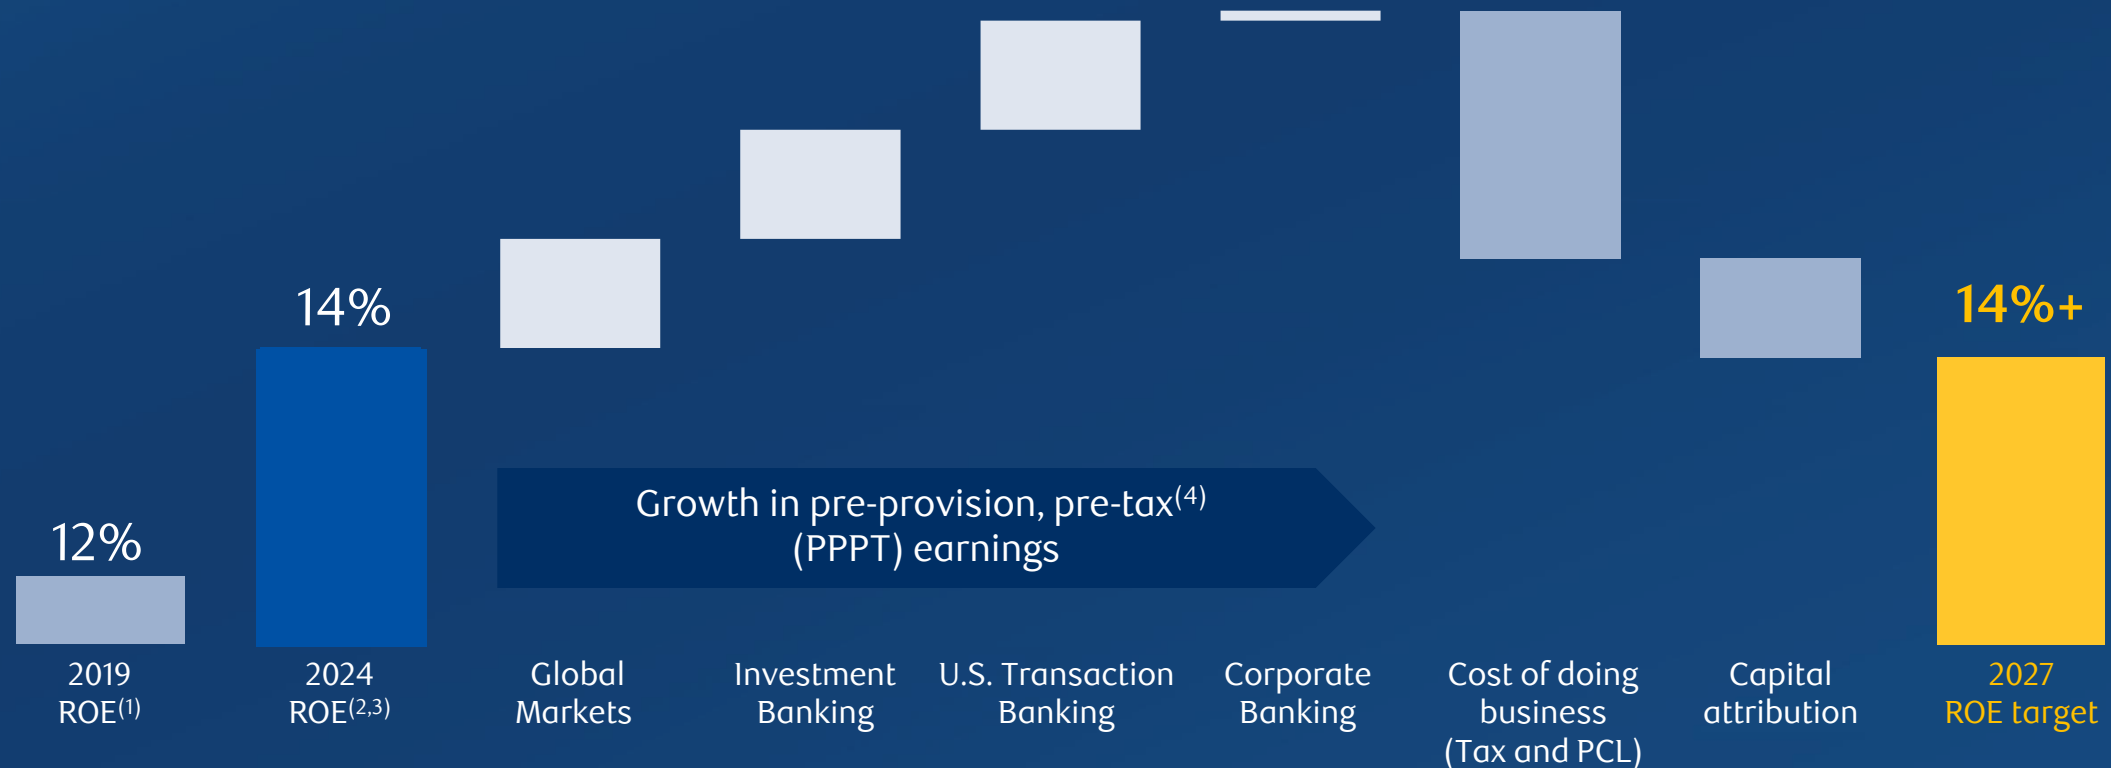 14%
14%+
12%
Growth in pre-provision, pre-tax(4)
(PPPT) earnings
2019
ROE(1)
2024
ROE(2,3)
Global
Markets
Investment
Banking
U.S. Transaction
Banking
Corporate
Banking
Cost of doing
business
(Tax and PCL)
Capital
attribution
2027
ROE target